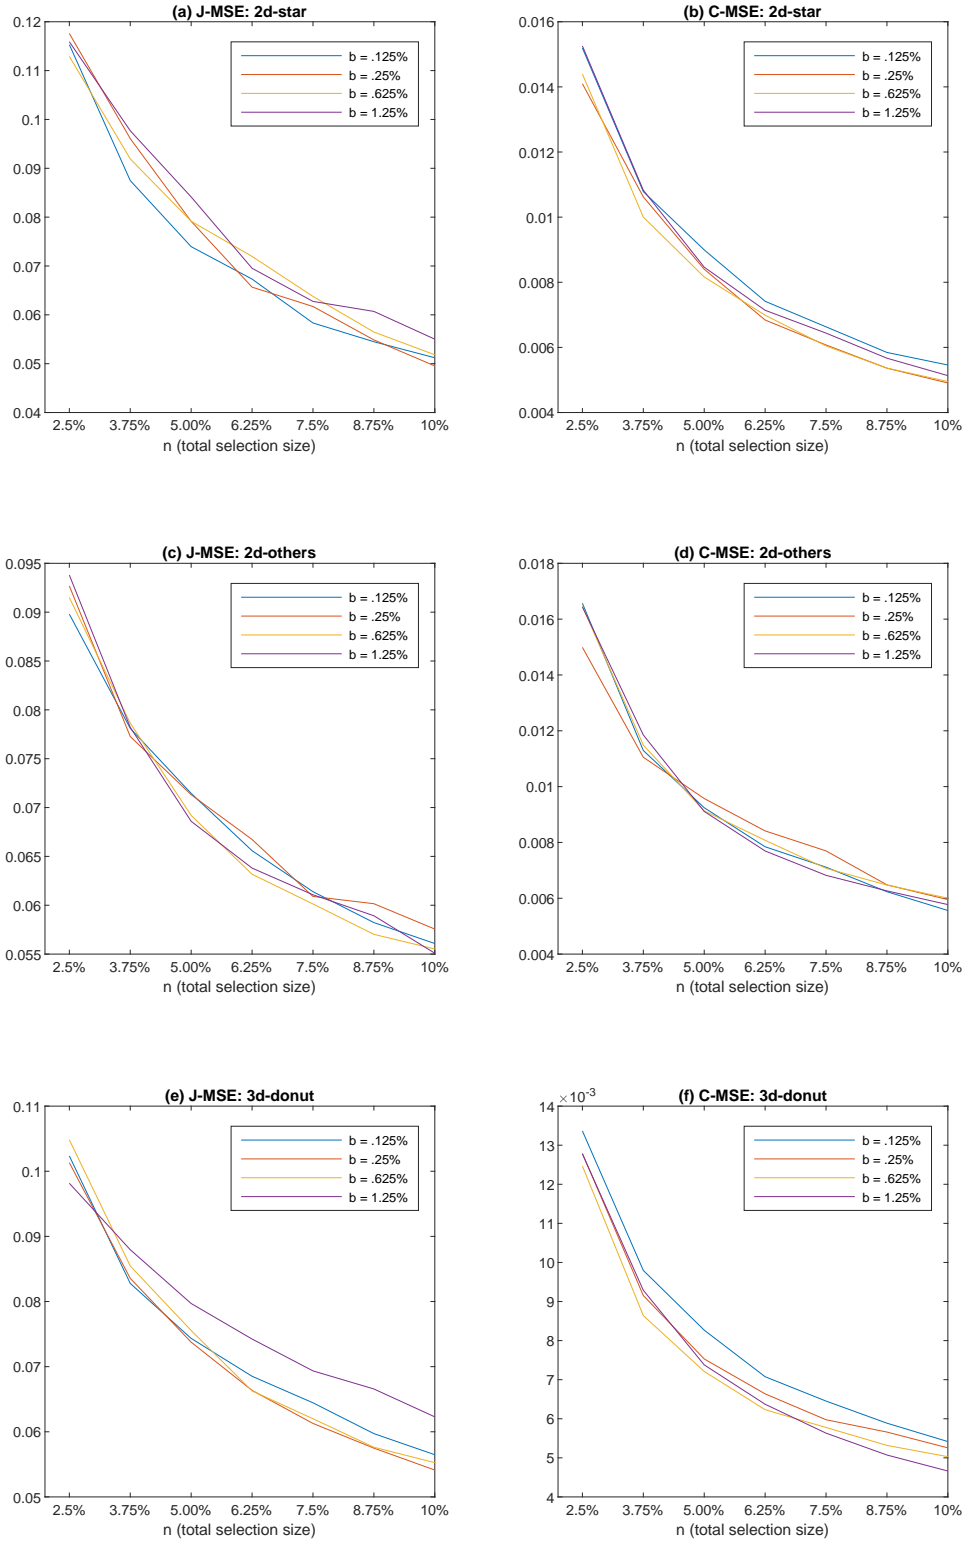 (a) J-MSE: 2d-star
0.12
0.11
0.1
0.09
0.08
0.07
0.06
0.05
0.04
b = .125%
b = .25%
b = .625%
b = 1.25%
2.5% 3.75% 5.00% 6.25% 7.5% 8.75% 10%
n (total selection size)
(b) C-MSE: 2d-star
0.016
0.014
0.012
0.01
0.008
0.006
0.004
b = .125%
b = .25%
b = .625%
b = 1.25%
2.5% 3.75% 5.00% 6.25% 7.5% 8.75% 10%
n (total selection size)
(c) J-MSE: 2d-others
0.095
0.09
0.085
0.08
0.075
0.07
0.065
0.06
0.055
b = .125%
b = .25%
b = .625%
b = 1.25%
2.5% 3.75% 5.00% 6.25% 7.5% 8.75% 10%
n (total selection size)
(d) C-MSE: 2d-others
0.018
0.016
0.014
0.012
0.01
0.008
0.006
0.004
b = .125%
b = .25%
b = .625%
b = 1.25%
2.5% 3.75% 5.00% 6.25% 7.5% 8.75% 10%
n (total selection size)
(e) J-MSE: 3d-donut
0.11
0.1
0.09
0.08
0.07
0.06
0.05
b = .125%
b = .25%
b = .625%
b = 1.25%
2.5% 3.75% 5.00% 6.25% 7.5% 8.75% 10%
n (total selection size)
(f) C-MSE: 3d-donut
×10⁻³
14
13
12
11
10
9
8
7
6
5
4
b = .125%
b = .25%
b = .625%
b = 1.25%
2.5% 3.75% 5.00% 6.25% 7.5% 8.75% 10%
n (total selection size)